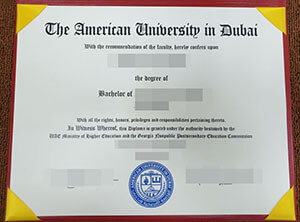 The American University in Dubai
With the recommendation of the faculty, hereby confers upon
the degree of
Bachelor of
With all the rights, honors, privileges and responsibilities pertaining thereto.
In Witness Whereof, this Diploma is granted under the authority bestowed by the
UAE Ministry of Higher Education and the Georgia Nonpublic Postsecondary Education Commission